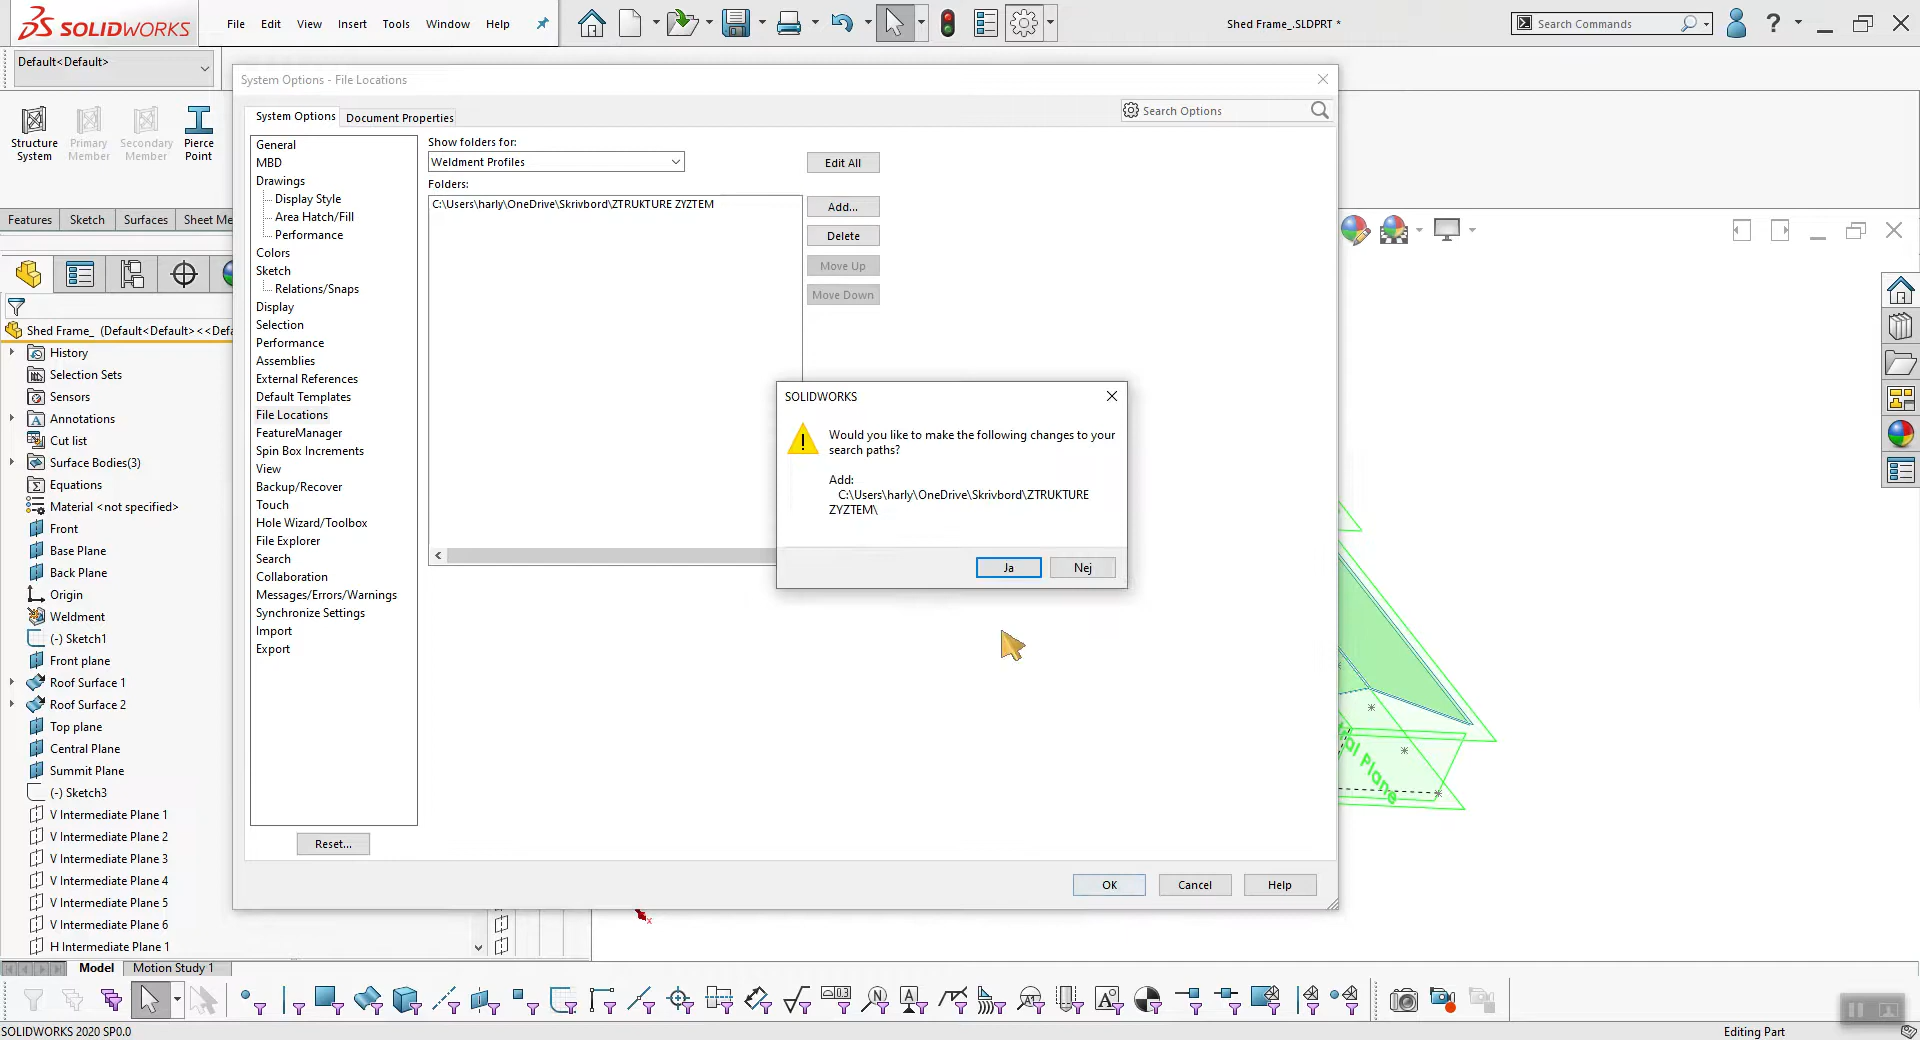 SOLIDWORKS
File Edit View Insert Tools Window Help
Shed Frame_.SLDPRT *
Search Commands
?
Default<Default>
System Options - File Locations
System Options
Document Properties
Search Options
Structure System
Primary Member
Secondary Member
Pierce Point
Features
Sketch
Surfaces
Sheet Me
General
MBD
Drawings
Display Style
Area Hatch/Fill
Performance
Colors
Sketch
Relations/Snaps
Display
Selection
Performance
Assemblies
External References
Default Templates
File Locations
FeatureManager
Spin Box Increments
View
Backup/Recover
Touch
Hole Wizard/Toolbox
File Explorer
Search
Collaboration
Messages/Errors/Warnings
Synchronize Settings
Import
Export
Reset...
Show folders for:
Weldment Profiles
Folders:
C:\Users\harly\OneDrive\Skrivbord\ZTRUKTURE ZYZTEM
Edit All
Add...
Delete
Move Up
Move Down
SOLIDWORKS
Would you like to make the following changes to your
search paths?
Add:
C:\Users\harly\OneDrive\Skrivbord\ZTRUKTURE
ZYZTEM\
Ja
Nej
OK
Cancel
Help
Shed Frame_ (Default<Default><<Defa
History
Selection Sets
Sensors
Annotations
Cut list
Surface Bodies(3)
Equations
Material <not specified>
Front
Base Plane
Back Plane
Origin
Weldment
(-) Sketch1
Front plane
Roof Surface 1
Roof Surface 2
Top plane
Central Plane
Summit Plane
(-) Sketch3
V Intermediate Plane 1
V Intermediate Plane 2
V Intermediate Plane 3
V Intermediate Plane 4
V Intermediate Plane 5
V Intermediate Plane 6
H Intermediate Plane 1
ral Plane
Model
Motion Study 1
SOLIDWORKS 2020 SP0.0
Editing Part